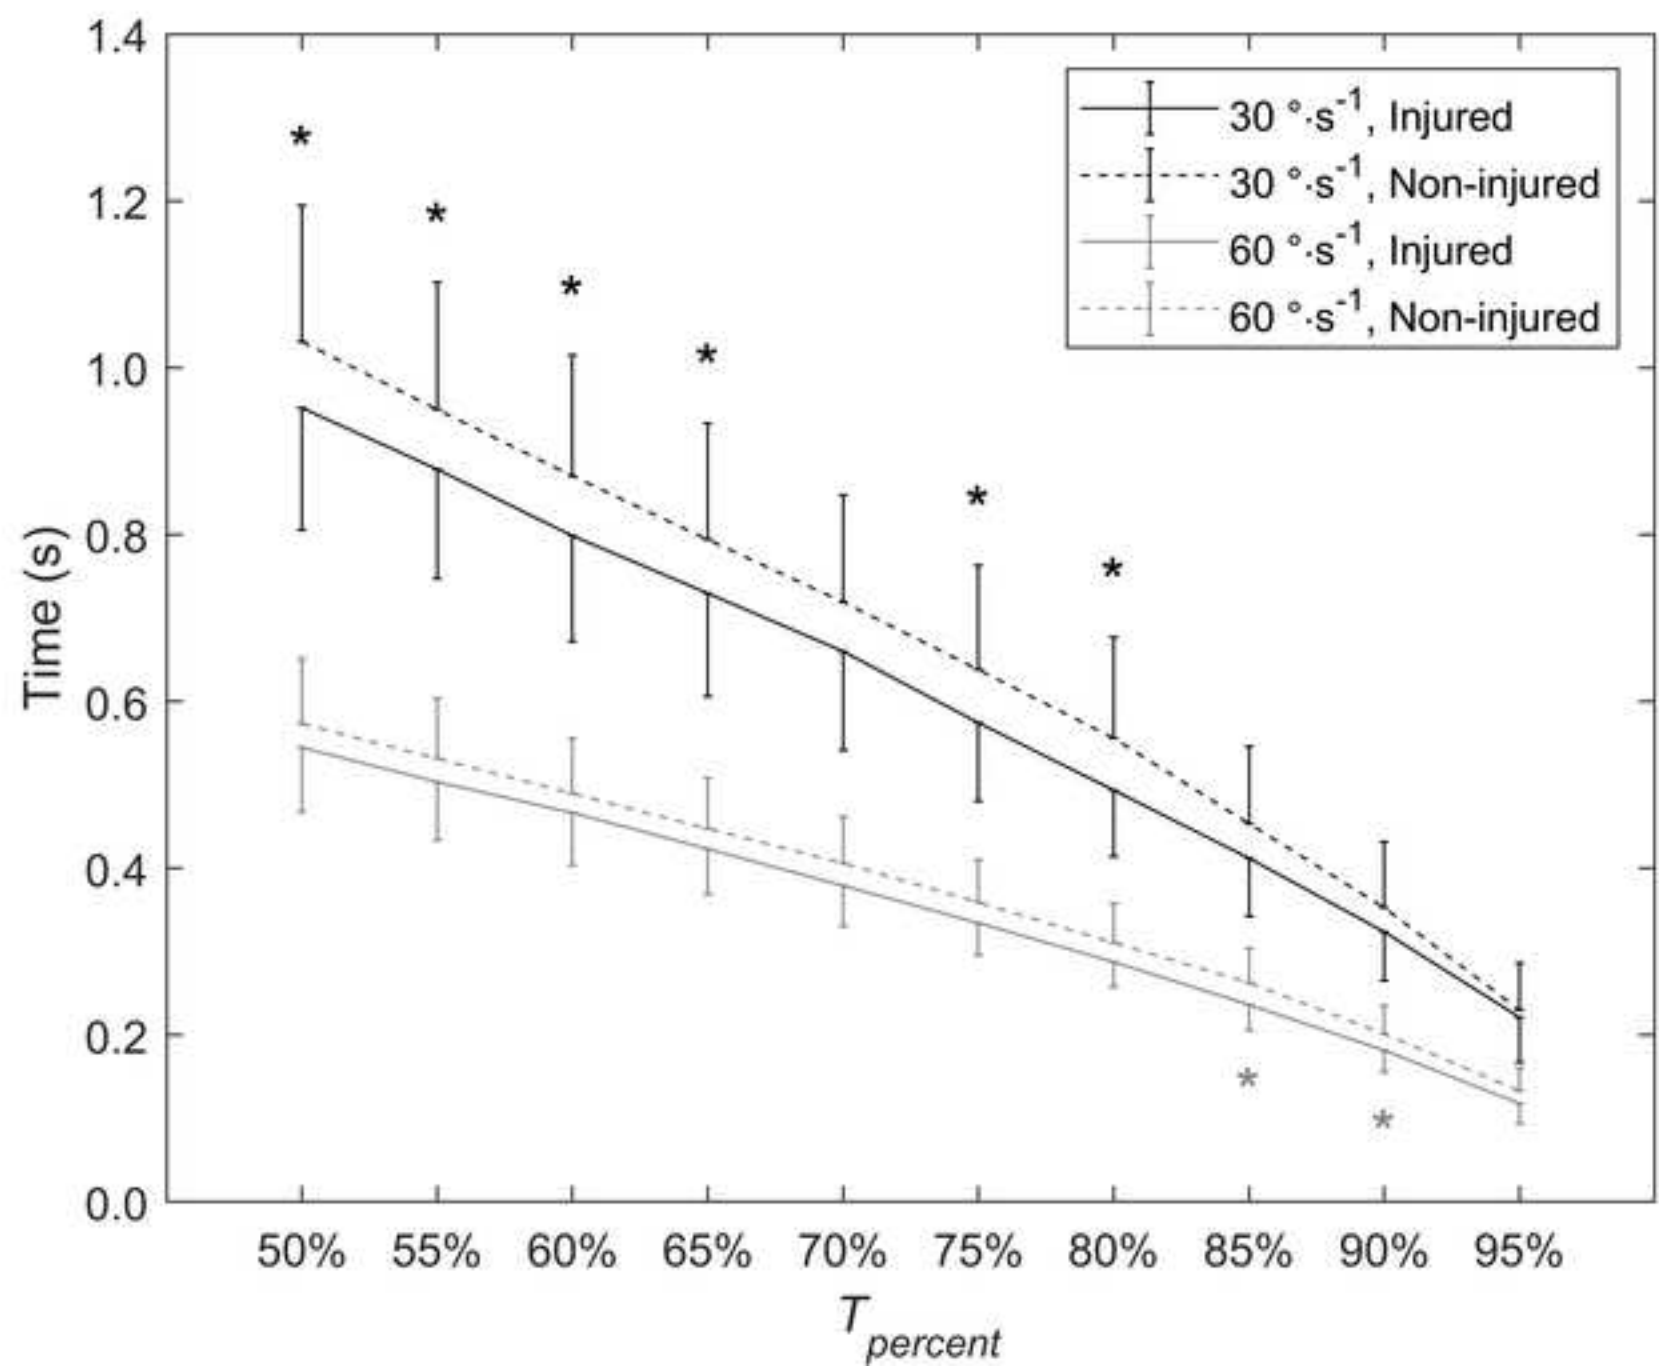 1.4
1.2
1.0
0.8
0.6
0.4
0.2
0.0
Time (s)
30 °·s⁻¹, Injured
30 °·s⁻¹, Non-injured
60 °·s⁻¹, Injured
60 °·s⁻¹, Non-injured
*
*
*
*
*
*
*
*
50% 55% 60% 65% 70% 75% 80% 85% 90% 95%
T percent